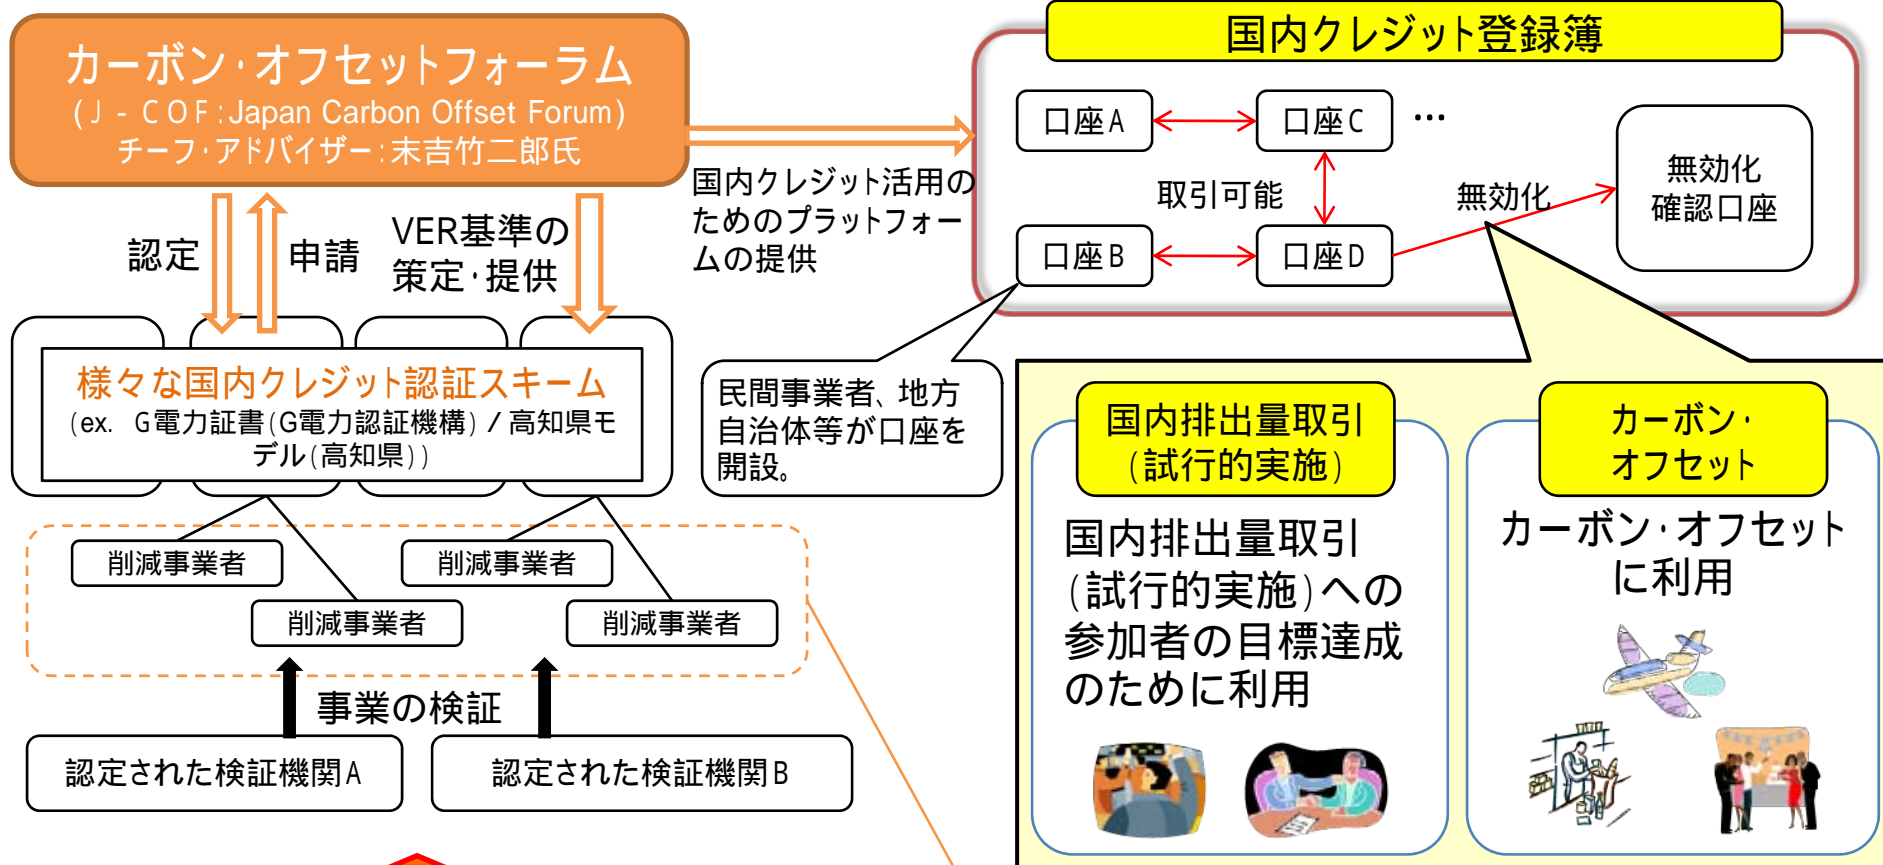 カーボン・オフセットフォーラム
(J-COF:Japan Carbon Offset Forum)
チーフ・アドバイザー:末吉竹二郎氏
認定
申請
VER基準の
策定・提供
国内クレジット活用の
ためのプラットフォー
ムの提供
様々な国内クレジット認証スキーム
(ex. G電力証書(G電力認証機構) / 高知県モ
デル(高知県))
削減事業者
削減事業者
削減事業者
削減事業者
事業の検証
認定された検証機関A
認定された検証機関B
国内クレジット登録簿
口座A
口座C
…
取引可能
口座B
口座D
無効化
無効化
確認口座
民間事業者、地方
自治体等が口座を
開設。
国内排出量取引
(試行的実施)
国内排出量取引
(試行的実施)への
参加者の目標達成
のために利用
カーボン・
オフセット
カーボン・オフセット
に利用